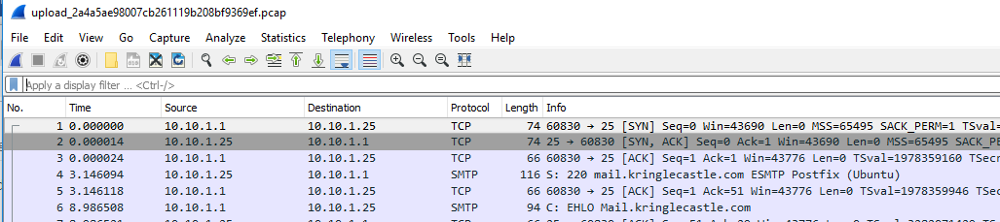 upload_2a4a5ae98007cb261119b208bf9369ef.pcap
File Edit View Go Capture Analyze Statistics Telephony Wireless Tools Help
Apply a display filter ... <Ctrl-/>
No. Time Source Destination Protocol Length Info
1 0.000000 10.10.1.1 10.10.1.25 TCP 74 60830 → 25 [SYN] Seq=0 Win=43690 Len=0 MSS=65495 SACK_PERM=1 TSval
2 0.000014 10.10.1.25 10.10.1.1 TCP 74 25 → 60830 [SYN, ACK] Seq=0 Ack=1 Win=43690 Len=0 MSS=65495 SACK_P
3 0.000024 10.10.1.1 10.10.1.25 TCP 66 60830 → 25 [ACK] Seq=1 Ack=1 Win=43776 Len=0 TSval=1978359160 TSecr
4 3.146094 10.10.1.25 10.10.1.1 SMTP 116 S: 220 mail.kringlecastle.com ESMTP Postfix (Ubuntu)
5 3.146118 10.10.1.1 10.10.1.25 TCP 66 60830 → 25 [ACK] Seq=1 Ack=51 Win=43776 Len=0 TSval=1978359946 TSec
6 8.986508 10.10.1.1 10.10.1.25 SMTP 94 C: EHLO Mail.kringlecastle.com